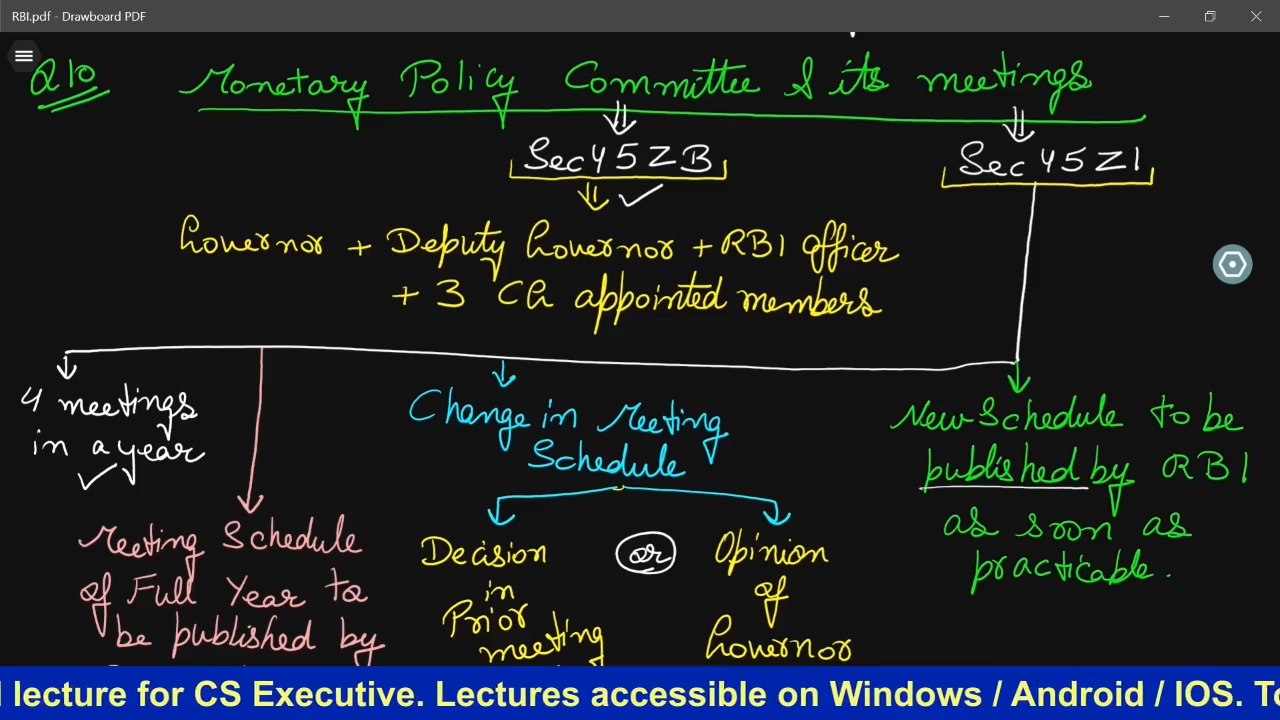 RBI.pdf - Drawboard PDF
Q10 Monetary Policy Committee & its meetings
Sec 45ZB
Sec 45ZI
Governor + Deputy Governor + RBI officer
+ 3 CG appointed members
4 meetings
in a year
Meeting Schedule
of Full Year to
be published by
Change in Meeting
Schedule
Decision
in
Prior
meeting
or
Opinion
of
Governor
New Schedule to be
published by RBI
as soon as
practicable.
lecture for CS Executive. Lectures accessible on Windows / Android / IOS.